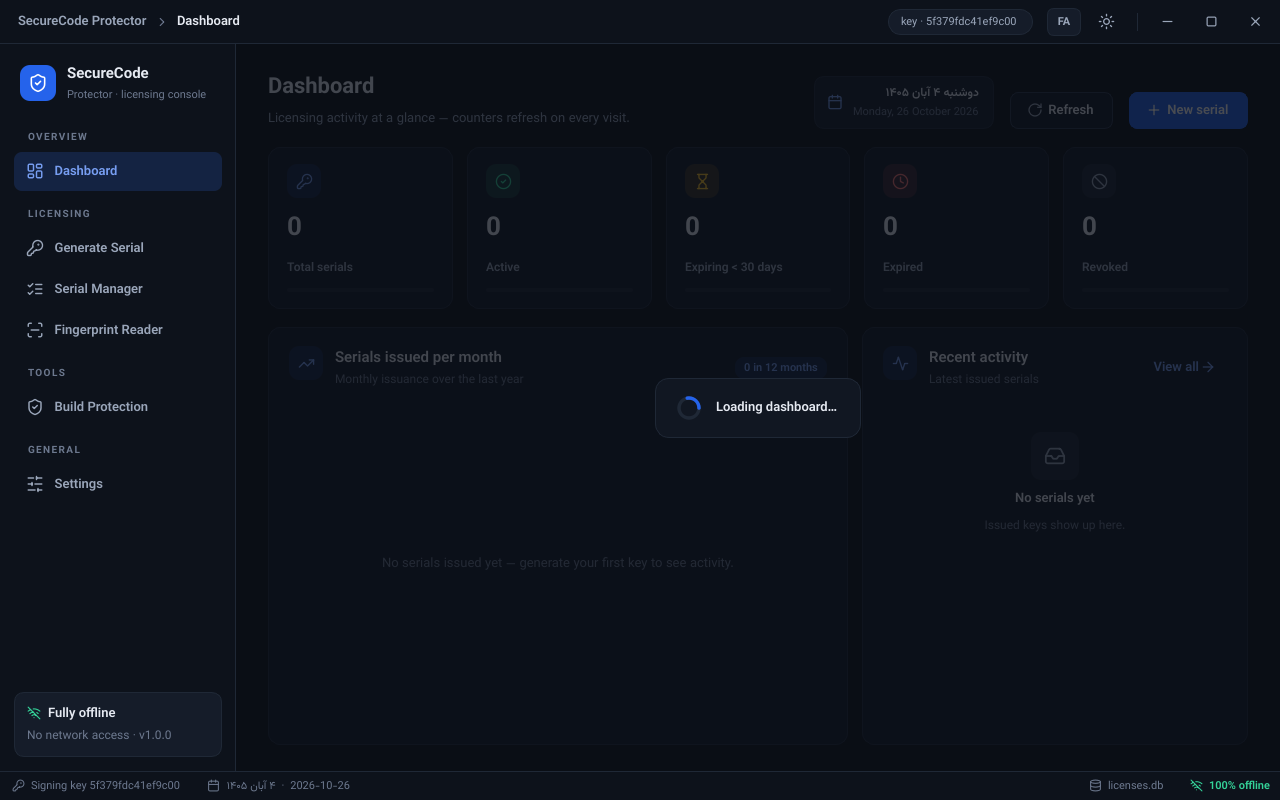 SecureCode Protector > Dashboard
key · 5f379fdc41ef9c00
FA
SecureCode
Protector · licensing console
OVERVIEW
Dashboard
LICENSING
Generate Serial
Serial Manager
Fingerprint Reader
TOOLS
Build Protection
GENERAL
Settings
Fully offline
No network access · v1.0.0
Dashboard
Licensing activity at a glance — counters refresh on every visit.
دوشنبه ۴ آبان ۱۴۰۵
Monday, 26 October 2026
Refresh
New serial
0
Total serials
0
Active
0
Expiring < 30 days
0
Expired
0
Revoked
Serials issued per month
Monthly issuance over the last year
0 in 12 months
No serials issued yet — generate your first key to see activity.
Loading dashboard…
Recent activity
Latest issued serials
View all
No serials yet
Issued keys show up here.
Signing key 5f379fdc41ef9c00
۴ آبان ۱۴۰۵ · 2026-10-26
licenses.db
100% offline